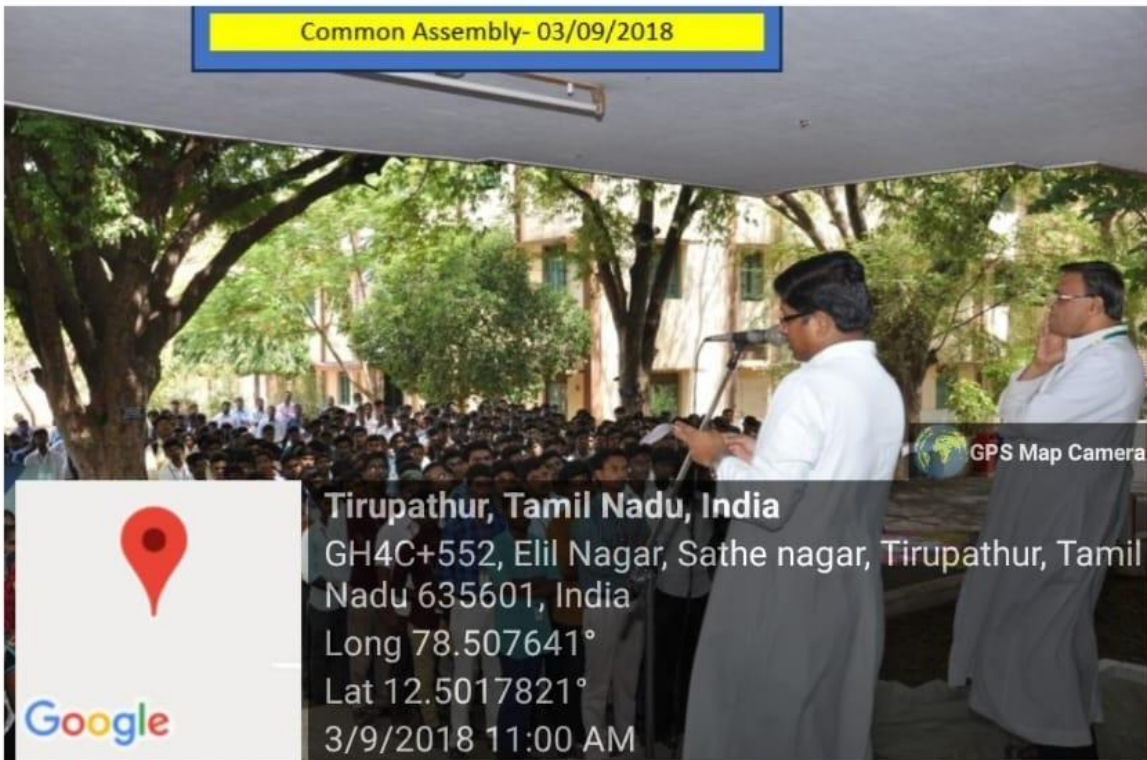 Common Assembly- 03/09/2018
GPS Map Camera
Tirupathur, Tamil Nadu, India
GH4C+552, Elil Nagar, Sathe nagar, Tirupathur, Tamil
Nadu 635601, India
Long 78.507641°
Lat 12.5017821°
3/9/2018 11:00 AM
Google